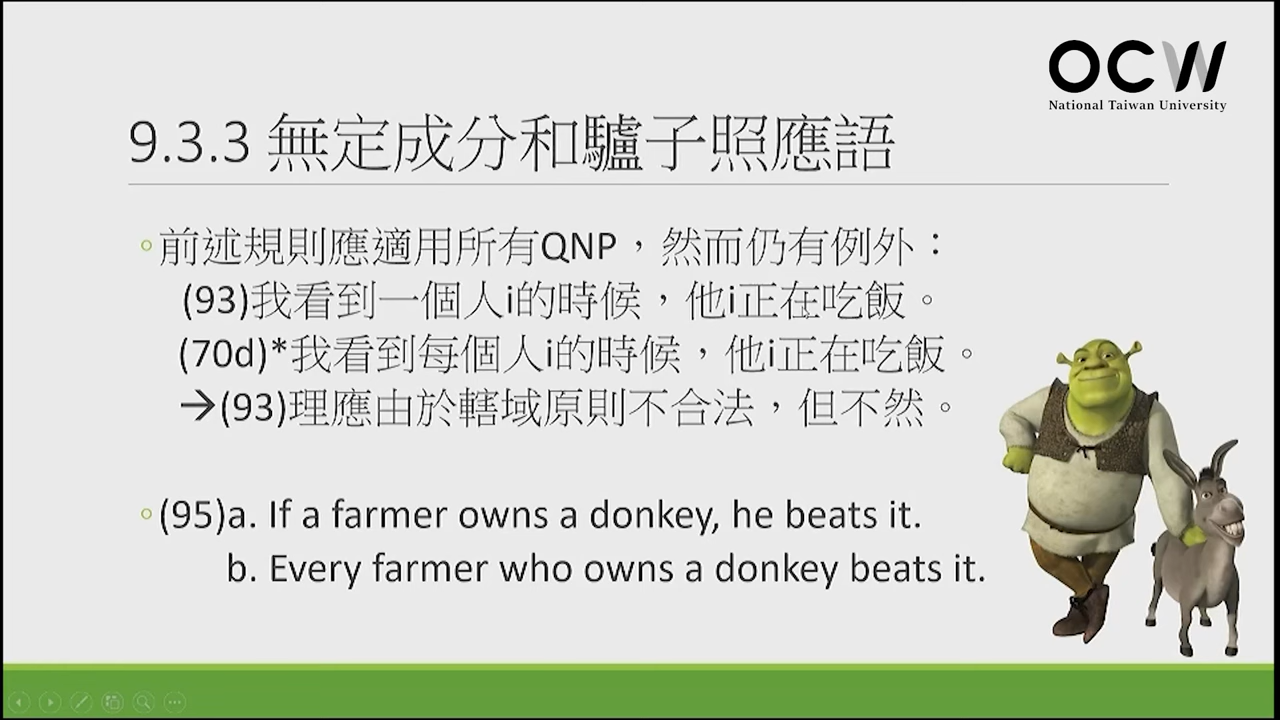 OCW
National Taiwan University
9.3.3 無定成分和驢子照應語
前述規則應適用所有QNP，然而仍有例外：
(93)我看到一個人i的時候，他i正在吃飯。
(70d)*我看到每個人i的時候，他i正在吃飯。
→(93)理應由於轄域原則不合法，但不然。
(95)a. If a farmer owns a donkey, he beats it.
b. Every farmer who owns a donkey beats it.